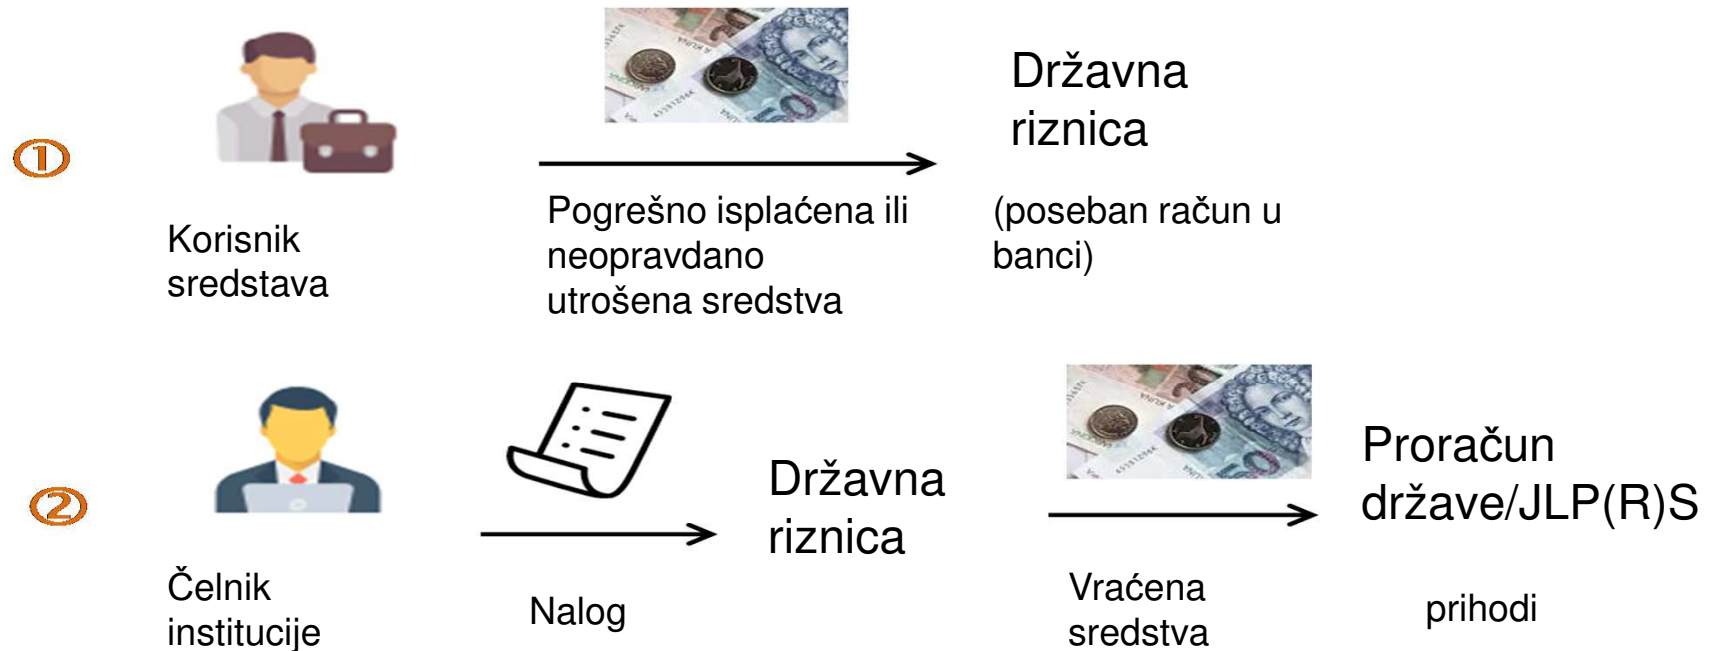 ①
Korisnik
sredstava
Pogrešno isplaćena ili
neopravdano
utrošena sredstva
Državna
riznica
(poseban račun u
banci)
②
Čelnik
institucije
Nalog
Državna
riznica
Vraćena
sredstva
Proračun
države/JLP(R)S
prihodi